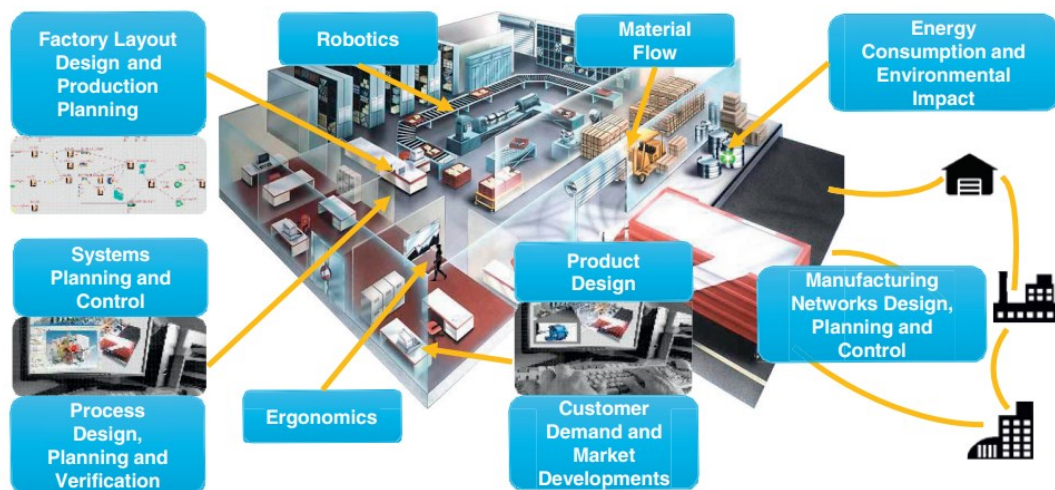 Factory Layout
Design and
Production
Planning
Robotics
Material
Flow
Energy
Consumption and
Environmental
Impact
Systems
Planning and
Control
Product
Design
Manufacturing
Networks Design,
Planning and
Control
Process
Design,
Planning and
Verification
Ergonomics
Customer
Demand and
Market
Developments